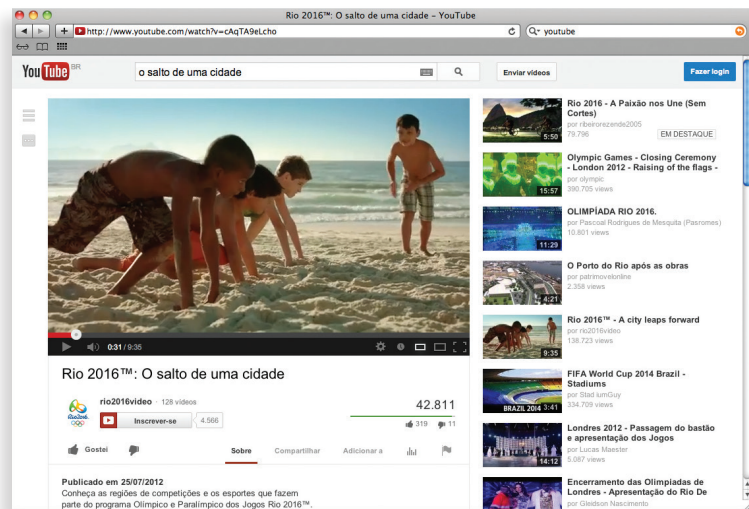 Rio 2016™: O salto de uma cidade – YouTube
http://www.youtube.com/watch?v=cAqTA9eLcho
youtube
YouTube BR
o salto de uma cidade
Enviar vídeos
Fazer login
0:31 / 9:35
Rio 2016™: O salto de uma cidade
rio2016video · 128 vídeos
Inscrever-se
4.566
42.811
319
11
Gostei
Sobre
Compartilhar
Adicionar a
Publicado em 25/07/2012
Conheça as regiões de competições e os esportes que fazem
parte do programa Olímpico e Paralímpico dos Jogos Rio 2016™.
Rio 2016 - A Paixão nos Une (Sem
Cortes)
por ribeirorezende2005
79.796
EM DESTAQUE
5:50
Olympic Games - Closing Ceremony
- London 2012 - Raising of the flags -
por olympic
390.705 views
15:57
OLIMPÍADA RIO 2016.
por Pascoal Rodrigues de Mesquita (Pasromes)
10.801 views
11:29
O Porto do Rio após as obras
por patrimovelonline
2.358 views
4:21
Rio 2016™ - A city leaps forward
por rio2016video
138.723 views
9:35
FIFA World Cup 2014 Brazil -
Stadiums
por Stad iumGuy
334.709 views
BRAZIL 2014 3:41
Londres 2012 - Passagem do bastão
e apresentação dos Jogos
por Lucas Maester
5.087 views
14:12
Encerramento das Olimpiadas de
Londres - Apresentação do Rio De
por Gleidson Nascimento